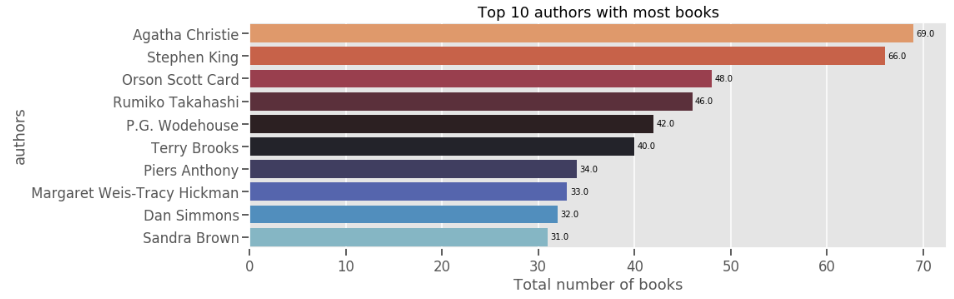 Top 10 authors with most books
authors
Agatha Christie 69.0
Stephen King 66.0
Orson Scott Card 48.0
Rumiko Takahashi 46.0
P.G. Wodehouse 42.0
Terry Brooks 40.0
Piers Anthony 34.0
Margaret Weis-Tracy Hickman 33.0
Dan Simmons 32.0
Sandra Brown 31.0
0 10 20 30 40 50 60 70
Total number of books